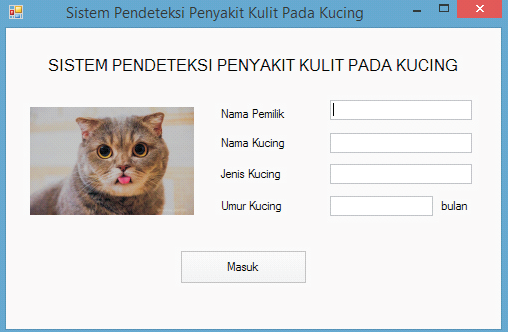 Sistem Pendeteksi Penyakit Kulit Pada Kucing
SISTEM PENDETEKSI PENYAKIT KULIT PADA KUCING
Nama Pemilik
Nama Kucing
Jenis Kucing
Umur Kucing bulan
Masuk